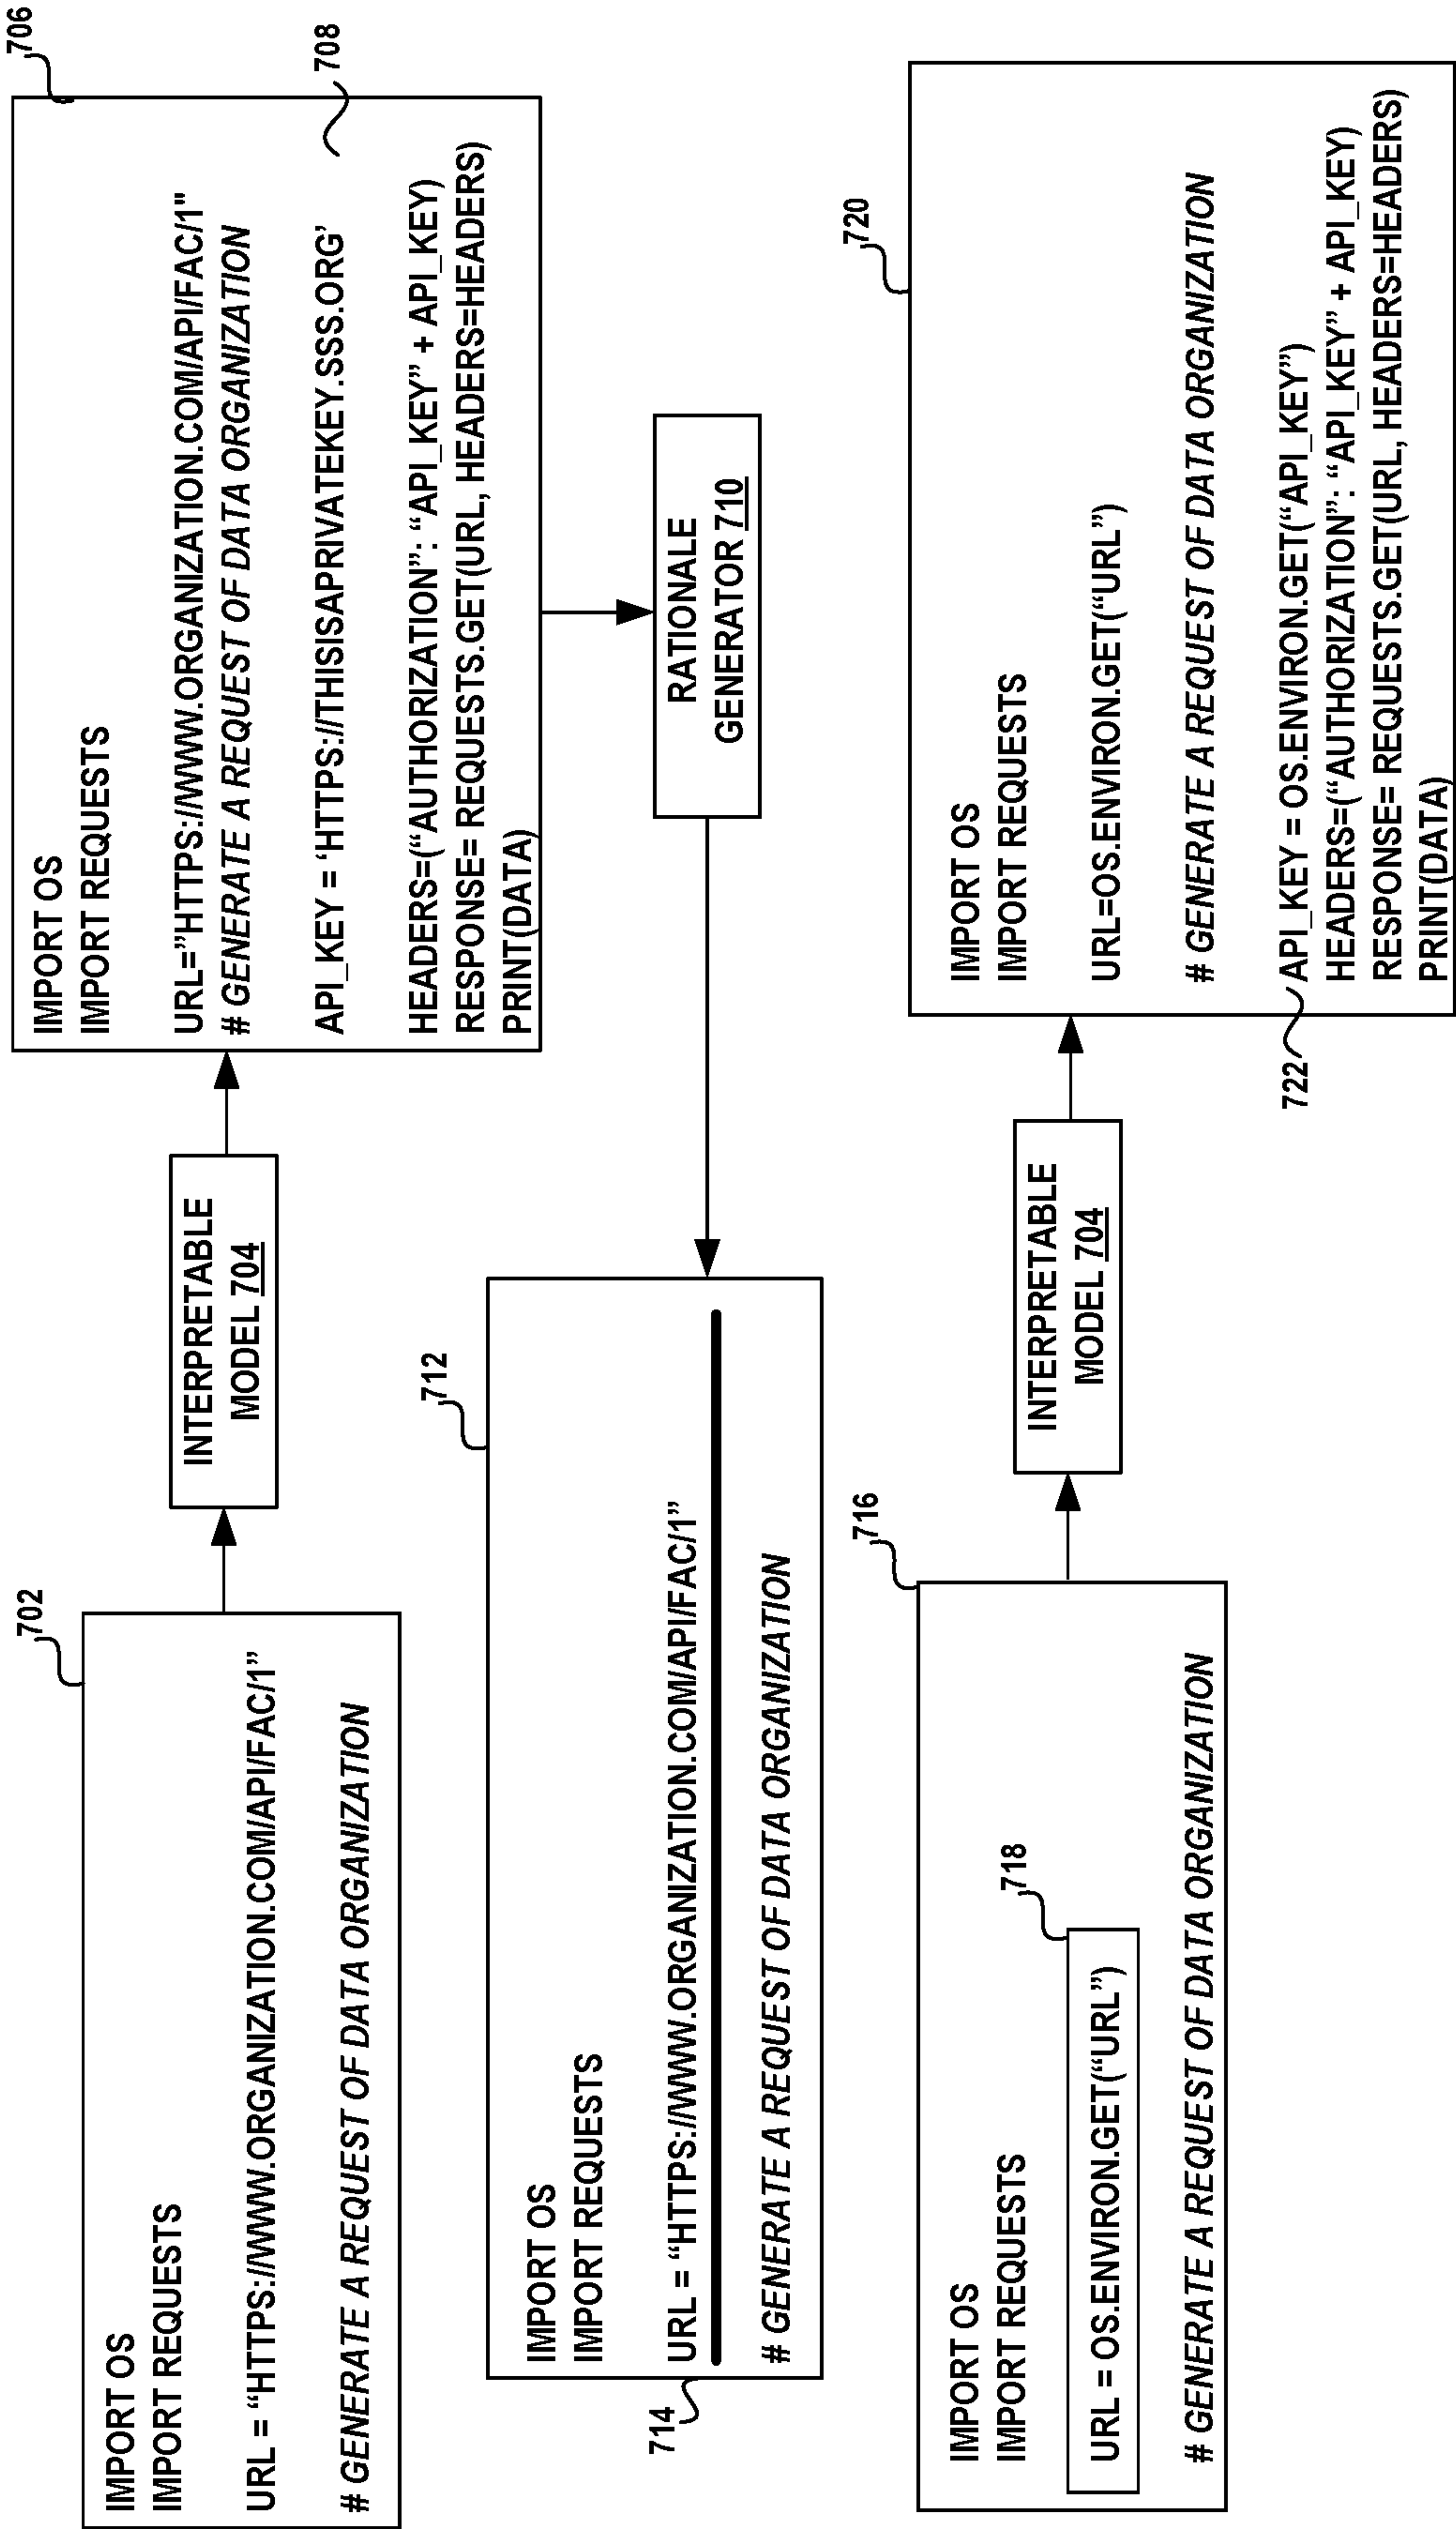 702
IMPORT OS
IMPORT REQUESTS
URL = “HTTPS://WWW.ORGANIZATION.COM/API/FAC/1”
# GENERATE A REQUEST OF DATA ORGANIZATION
INTERPRETABLE
MODEL 704
706
IMPORT OS
IMPORT REQUESTS
URL=”HTTPS://WWW.ORGANIZATION.COM/API/FAC/1"
# GENERATE A REQUEST OF DATA ORGANIZATION
708
API_KEY = ‘HTTPS://THISISAPRIVATEKEY.SSS.ORG’
HEADERS=(“AUTHORIZATION”: “API_KEY” + API_KEY)
RESPONSE= REQUESTS.GET(URL, HEADERS=HEADERS)
PRINT(DATA)
RATIONALE
GENERATOR 710
712
IMPORT OS
IMPORT REQUESTS
URL = “HTTPS://WWW.ORGANIZATION.COM/API/FAC/1”
714
# GENERATE A REQUEST OF DATA ORGANIZATION
716
IMPORT OS
IMPORT REQUESTS
718
URL = OS.ENVIRON.GET(“URL”)
# GENERATE A REQUEST OF DATA ORGANIZATION
INTERPRETABLE
MODEL 704
720
IMPORT OS
IMPORT REQUESTS
URL=OS.ENVIRON.GET(“URL”)
# GENERATE A REQUEST OF DATA ORGANIZATION
722
API_KEY = OS.ENVIRON.GET(“API_KEY”)
HEADERS=(“AUTHORIZATION”: “API_KEY” + API_KEY)
RESPONSE= REQUESTS.GET(URL, HEADERS=HEADERS)
PRINT(DATA)